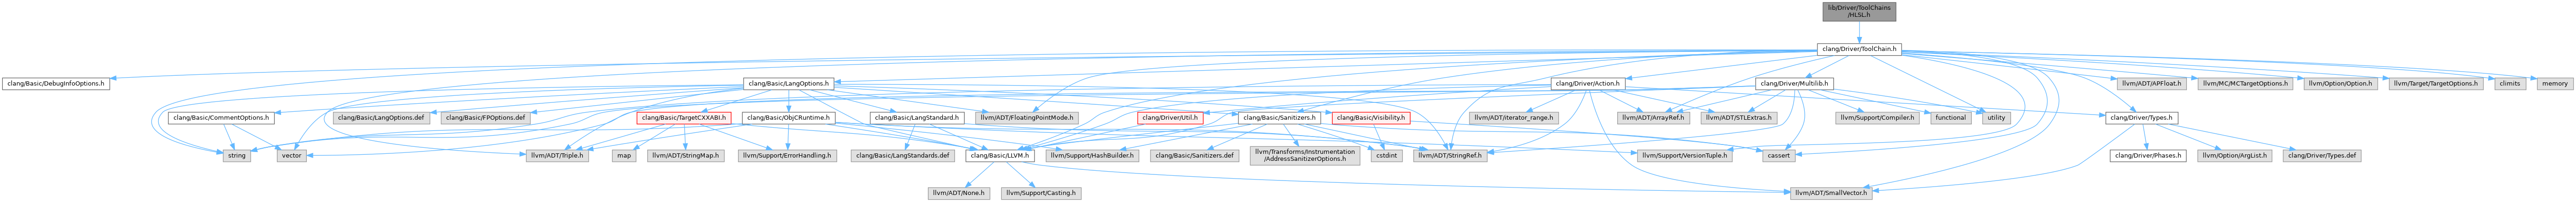 lib/Driver/ToolChains
/HLSL.h
clang/Driver/ToolChain.h
clang/Basic/DebugInfoOptions.h
clang/Basic/LangOptions.h
clang/Driver/Action.h
clang/Driver/Multilib.h
llvm/ADT/APFloat.h
llvm/MC/MCTargetOptions.h
llvm/Option/Option.h
llvm/Target/TargetOptions.h
climits
memory
clang/Basic/CommentOptions.h
clang/Basic/LangOptions.def
clang/Basic/FPOptions.def
clang/Basic/TargetCXXABI.h
clang/Basic/ObjCRuntime.h
clang/Basic/LangStandard.h
llvm/ADT/FloatingPointMode.h
clang/Driver/Util.h
clang/Basic/Sanitizers.h
clang/Basic/Visibility.h
llvm/ADT/iterator_range.h
llvm/ADT/ArrayRef.h
llvm/ADT/STLExtras.h
llvm/Support/Compiler.h
functional
utility
clang/Driver/Types.h
string
vector
llvm/ADT/Triple.h
map
llvm/ADT/StringMap.h
llvm/Support/ErrorHandling.h
clang/Basic/LangStandards.def
clang/Basic/LLVM.h
llvm/Support/HashBuilder.h
clang/Basic/Sanitizers.def
llvm/Transforms/Instrumentation
/AddressSanitizerOptions.h
cstdint
llvm/ADT/StringRef.h
llvm/Support/VersionTuple.h
cassert
clang/Driver/Phases.h
llvm/Option/ArgList.h
clang/Driver/Types.def
llvm/ADT/None.h
llvm/Support/Casting.h
llvm/ADT/SmallVector.h